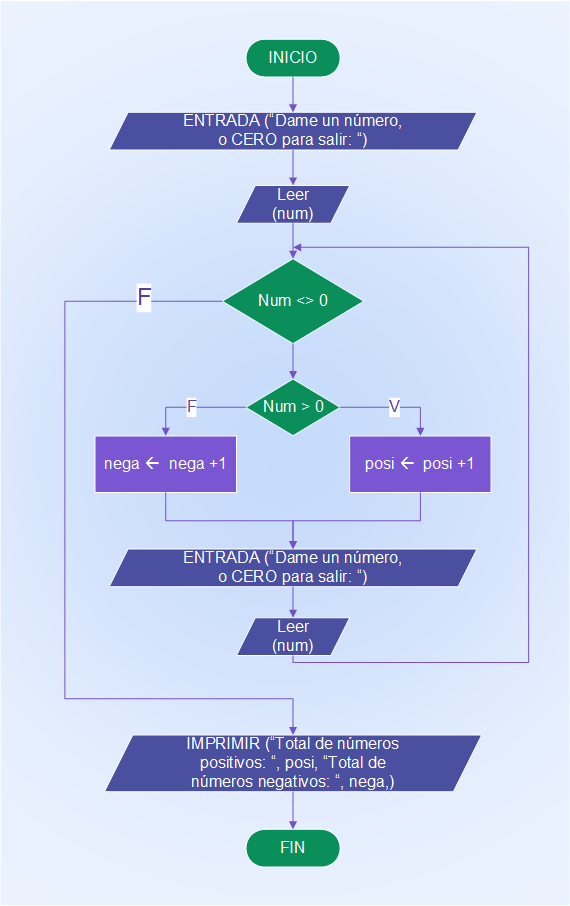 INICIO
ENTRADA (“Dame un número,
o CERO para salir: “)
Leer
(num)
F
Num <> 0
F
Num > 0
V
nega ← nega +1
posi ← posi +1
ENTRADA (“Dame un número,
o CERO para salir: “)
Leer
(num)
IMPRIMIR (“Total de números
positivos: “, posi, “Total de
números negativos: “, nega,)
FIN